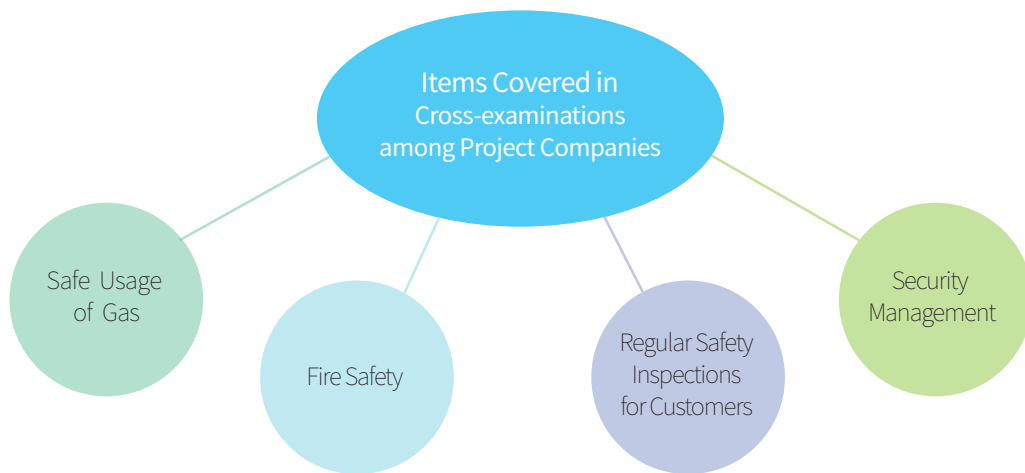 Items Covered in
Cross-examinations
among Project Companies
Safe Usage
of Gas
Fire Safety
Regular Safety
Inspections
for Customers
Security
Management